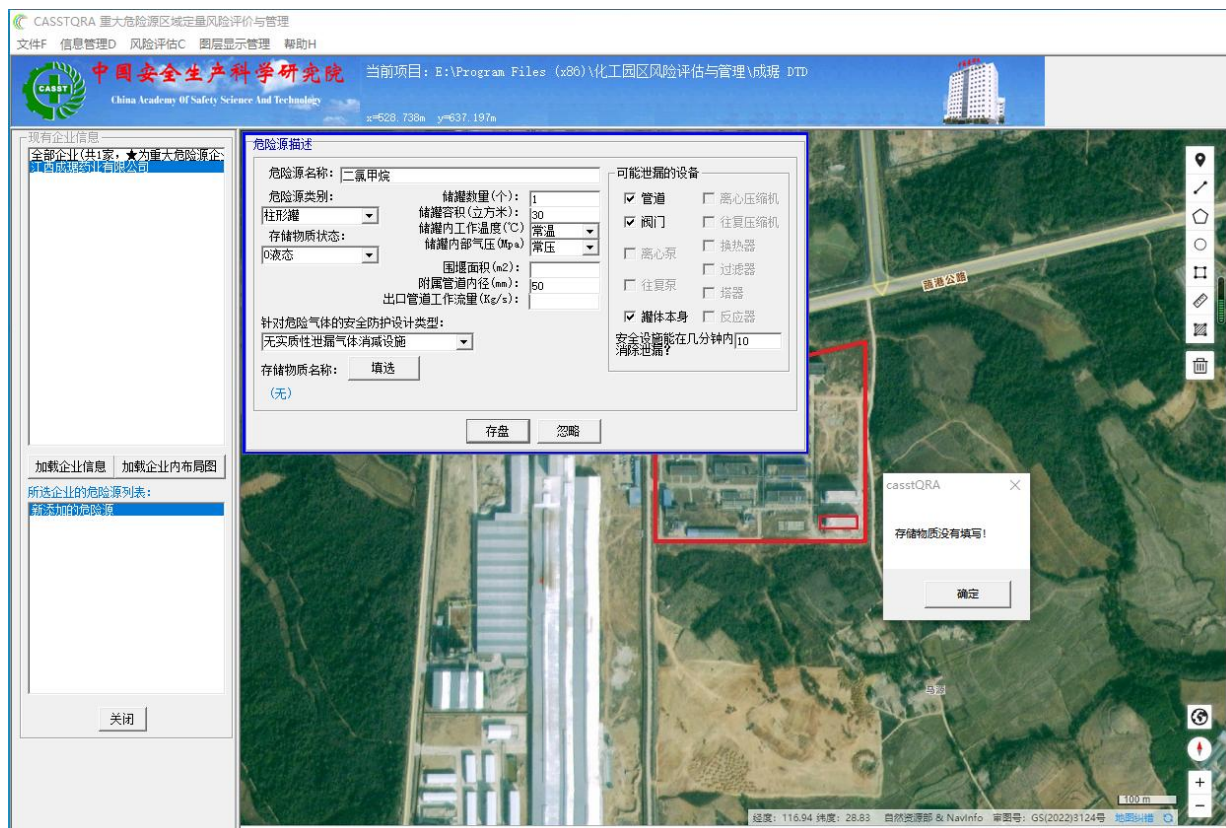 CASSTQRA 重大危险源区域定量风险评价与管理
文件F 信息管理D 风险评估C 图层显示管理 帮助H
CASST
中国安全生产科学研究院
China Academy Of Safety Science And Technology
当前项目：E:\Program Files (x86)\化工园区风险评估与管理\成琚 DTD
x=528.738m y=637.197m
现有企业信息
全部企业(共1家，★为重大危险源企
江西成琚药业有限公司
加载企业信息 加载企业内布局图
所选企业的危险源列表：
新添加的危险源
关闭
危险源描述
危险源名称： 二氯甲烷
危险源类别：
柱形罐
存储物质状态：
0液态
储罐数量(个)： 1
储罐容积(立方米)： 30
储罐内工作温度(℃) 常温
储罐内部气压(Mpa) 常压
围堰面积(m2)：
附属管道内径(mm)： 50
出口管道工作流量(Kg/s)：
针对危险气体的安全防护设计类型：
无实质性泄漏气体消减设施
存储物质名称： 填选
(无)
可能泄漏的设备
管道 离心压缩机
阀门 往复压缩机
离心泵 换热器
过滤器
往复泵 塔器
罐体本身 反应器
安全设施能在几分钟内消除泄漏？ 10
存盘 忽略
casstQRA
存储物质没有填写!
确定
蔬港公路
100 m
经度：116.94 纬度：28.83 自然资源部 & NavInfo 审图号：GS(2022)3124号 地图纠错